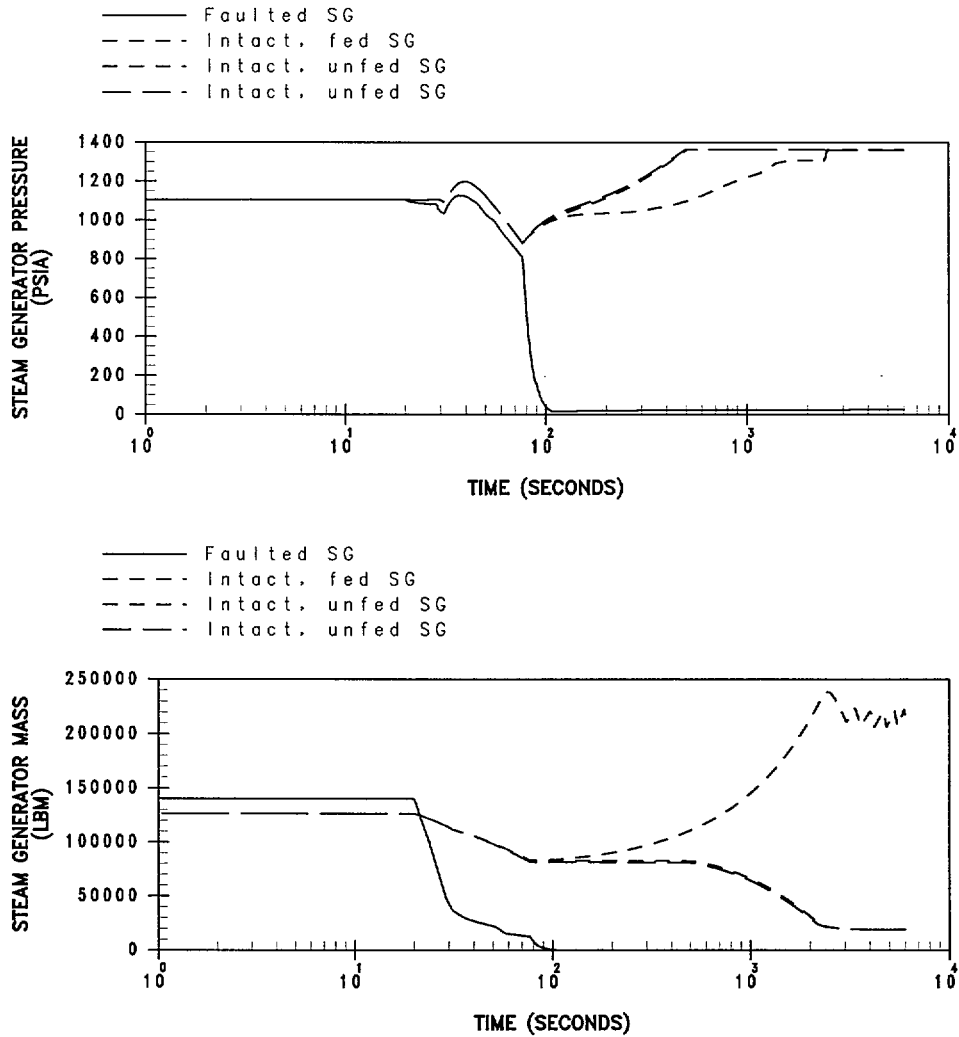 Faulted SG
Intact, fed SG
Intact, unfed SG
Intact, unfed SG
STEAM GENERATOR PRESSURE
(PSIA)
1400
1200
1000
800
600
400
200
0
10^0
10^1
10^2
10^3
10^4
TIME (SECONDS)
Faulted SG
Intact, fed SG
Intact, unfed SG
Intact, unfed SG
STEAM GENERATOR MASS
(LBM)
250000
200000
150000
100000
50000
0
10^0
10^1
10^2
10^3
10^4
TIME (SECONDS)